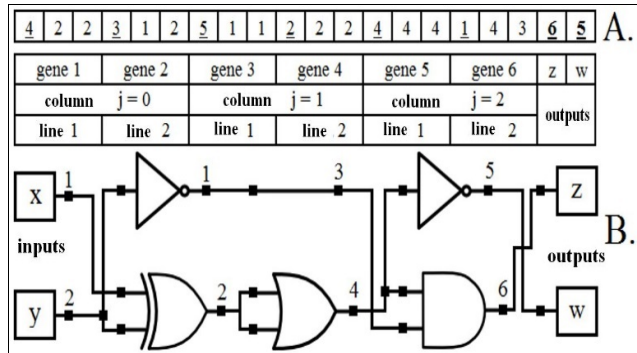 4 2 2 3 1 2 5 1 1 2 2 2 4 4 4 1 4 3 6 5 A.
gene 1 gene 2 gene 3 gene 4 gene 5 gene 6 z w
column j = 0 column j = 1 column j = 2 outputs
line 1 line 2 line 1 line 2 line 1 line 2
x 1 1 3 5 z
inputs B.
outputs
y 2 2 4 6 w